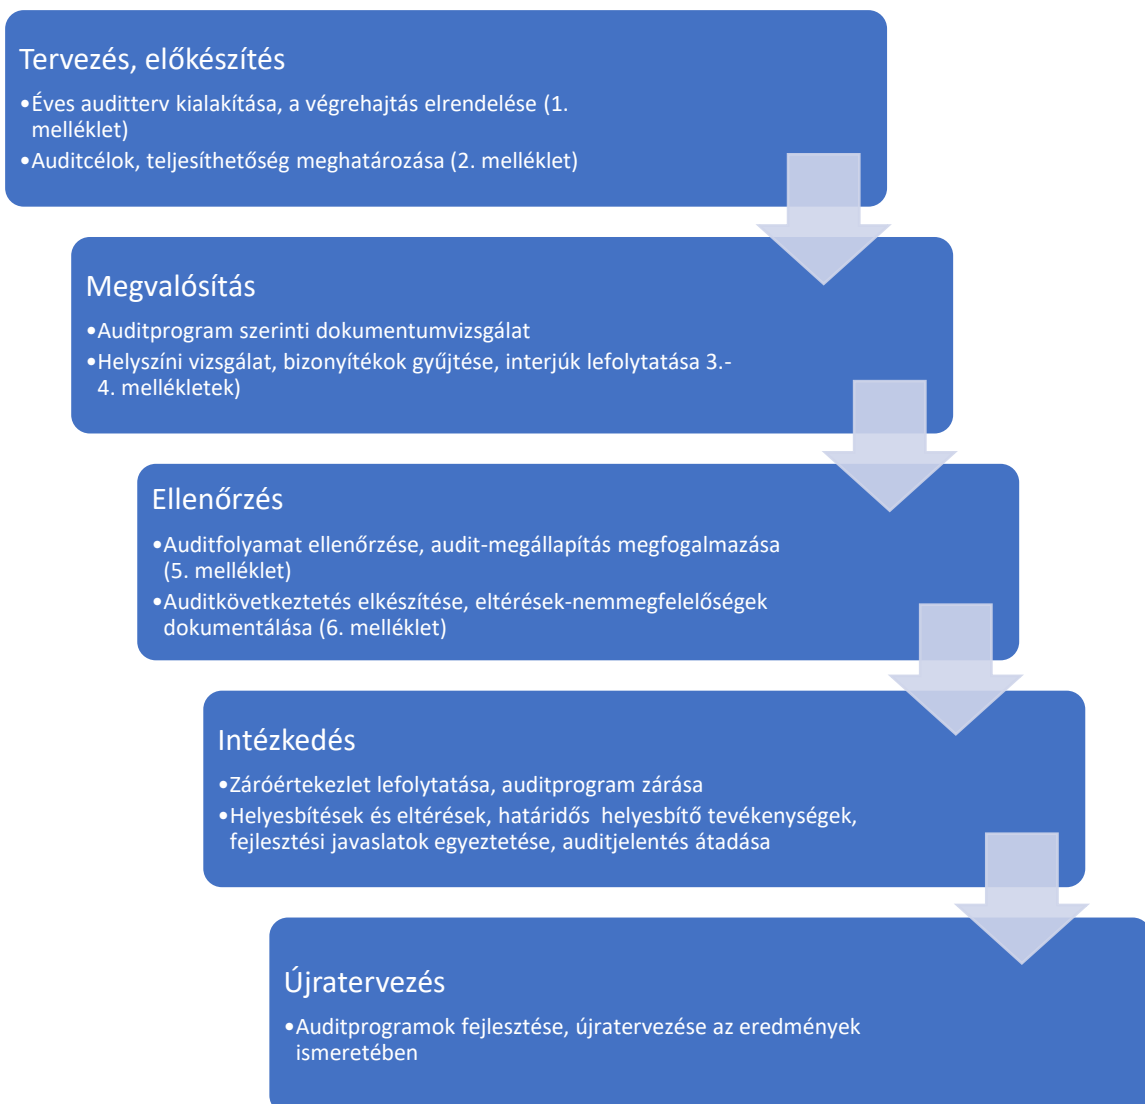 Tervezés, előkészítés
•Éves auditterv kialakítása, a végrehajtás elrendelése (1.
melléklet)
•Auditcélok, teljesíthetőség meghatározása (2. melléklet)
Megvalósítás
•Auditprogram szerinti dokumentumvizsgálat
•Helyszíni vizsgálat, bizonyítékok gyűjtése, interjúk lefolytatása 3.-
4. mellékletek)
Ellenőrzés
•Auditfolyamat ellenőrzése, audit-megállapítás megfogalmazása
(5. melléklet)
•Auditkövetkeztetés elkészítése, eltérések-nemmegfelelőségek
dokumentálása (6. melléklet)
Intézkedés
•Záróértekezlet lefolytatása, auditprogram zárása
•Helyesbítések és eltérések, határidős  helyesbítő tevékenységek,
fejlesztési javaslatok egyeztetése, auditjelentés átadása
Újratervezés
•Auditprogramok fejlesztése, újratervezése az eredmények
ismeretében